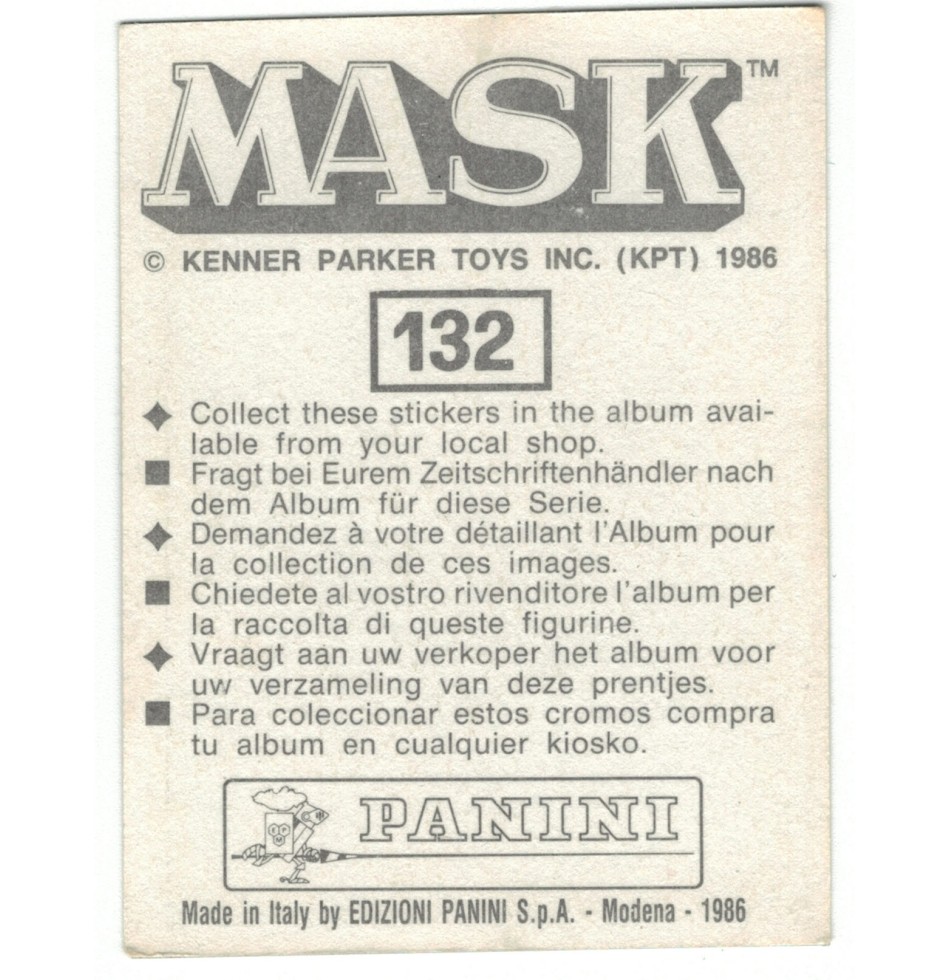 MASK™
© KENNER PARKER TOYS INC. (KPT) 1986
132
Collect these stickers in the album avai-
lable from your local shop.
Fragt bei Eurem Zeitschriftenhändler nach
dem Album für diese Serie.
Demandez à votre détaillant l'Album pour
la collection de ces images.
Chiedete al vostro rivenditore l'album per
la raccolta di queste figurine.
Vraagt aan uw verkoper het album voor
uw verzameling van deze prentjes.
Para coleccionar estos cromos compra
tu album en cualquier kiosko.
PANINI
Made in Italy by EDIZIONI PANINI S.p.A. - Modena - 1986